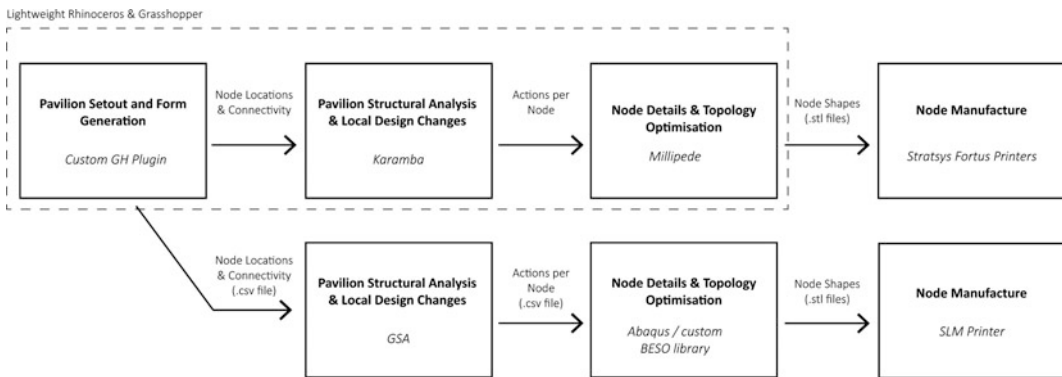 Lightweight Rhinoceros & Grasshopper
Pavilion Setout and Form
Generation
Custom GH Plugin
Node Locations
& Connectivity
Pavilion Structural Analysis
& Local Design Changes
Karamba
Actions per
Node
Node Details & Topology
Optimisation
Millipede
Node Shapes
(.stl files)
Node Manufacture
Stratsys Fortus Printers
Node Locations
& Connectivity
(.csv file)
Pavilion Structural Analysis
& Local Design Changes
GSA
Actions per
Node
(.csv file)
Node Details & Topology
Optimisation
Abaqus / custom
BESO library
Node Shapes
(.stl files)
Node Manufacture
SLM Printer